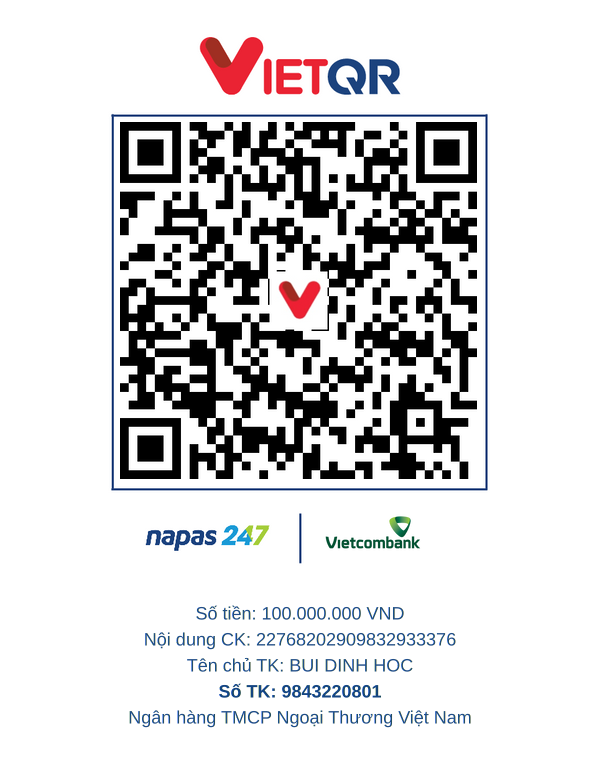 VIETQR
napas 247
Vietcombank
Số tiền: 100.000.000 VND
Nội dung CK: 22768202909832933376
Tên chủ TK: BUI DINH HOC
Số TK: 9843220801
Ngân hàng TMCP Ngoại Thương Việt Nam